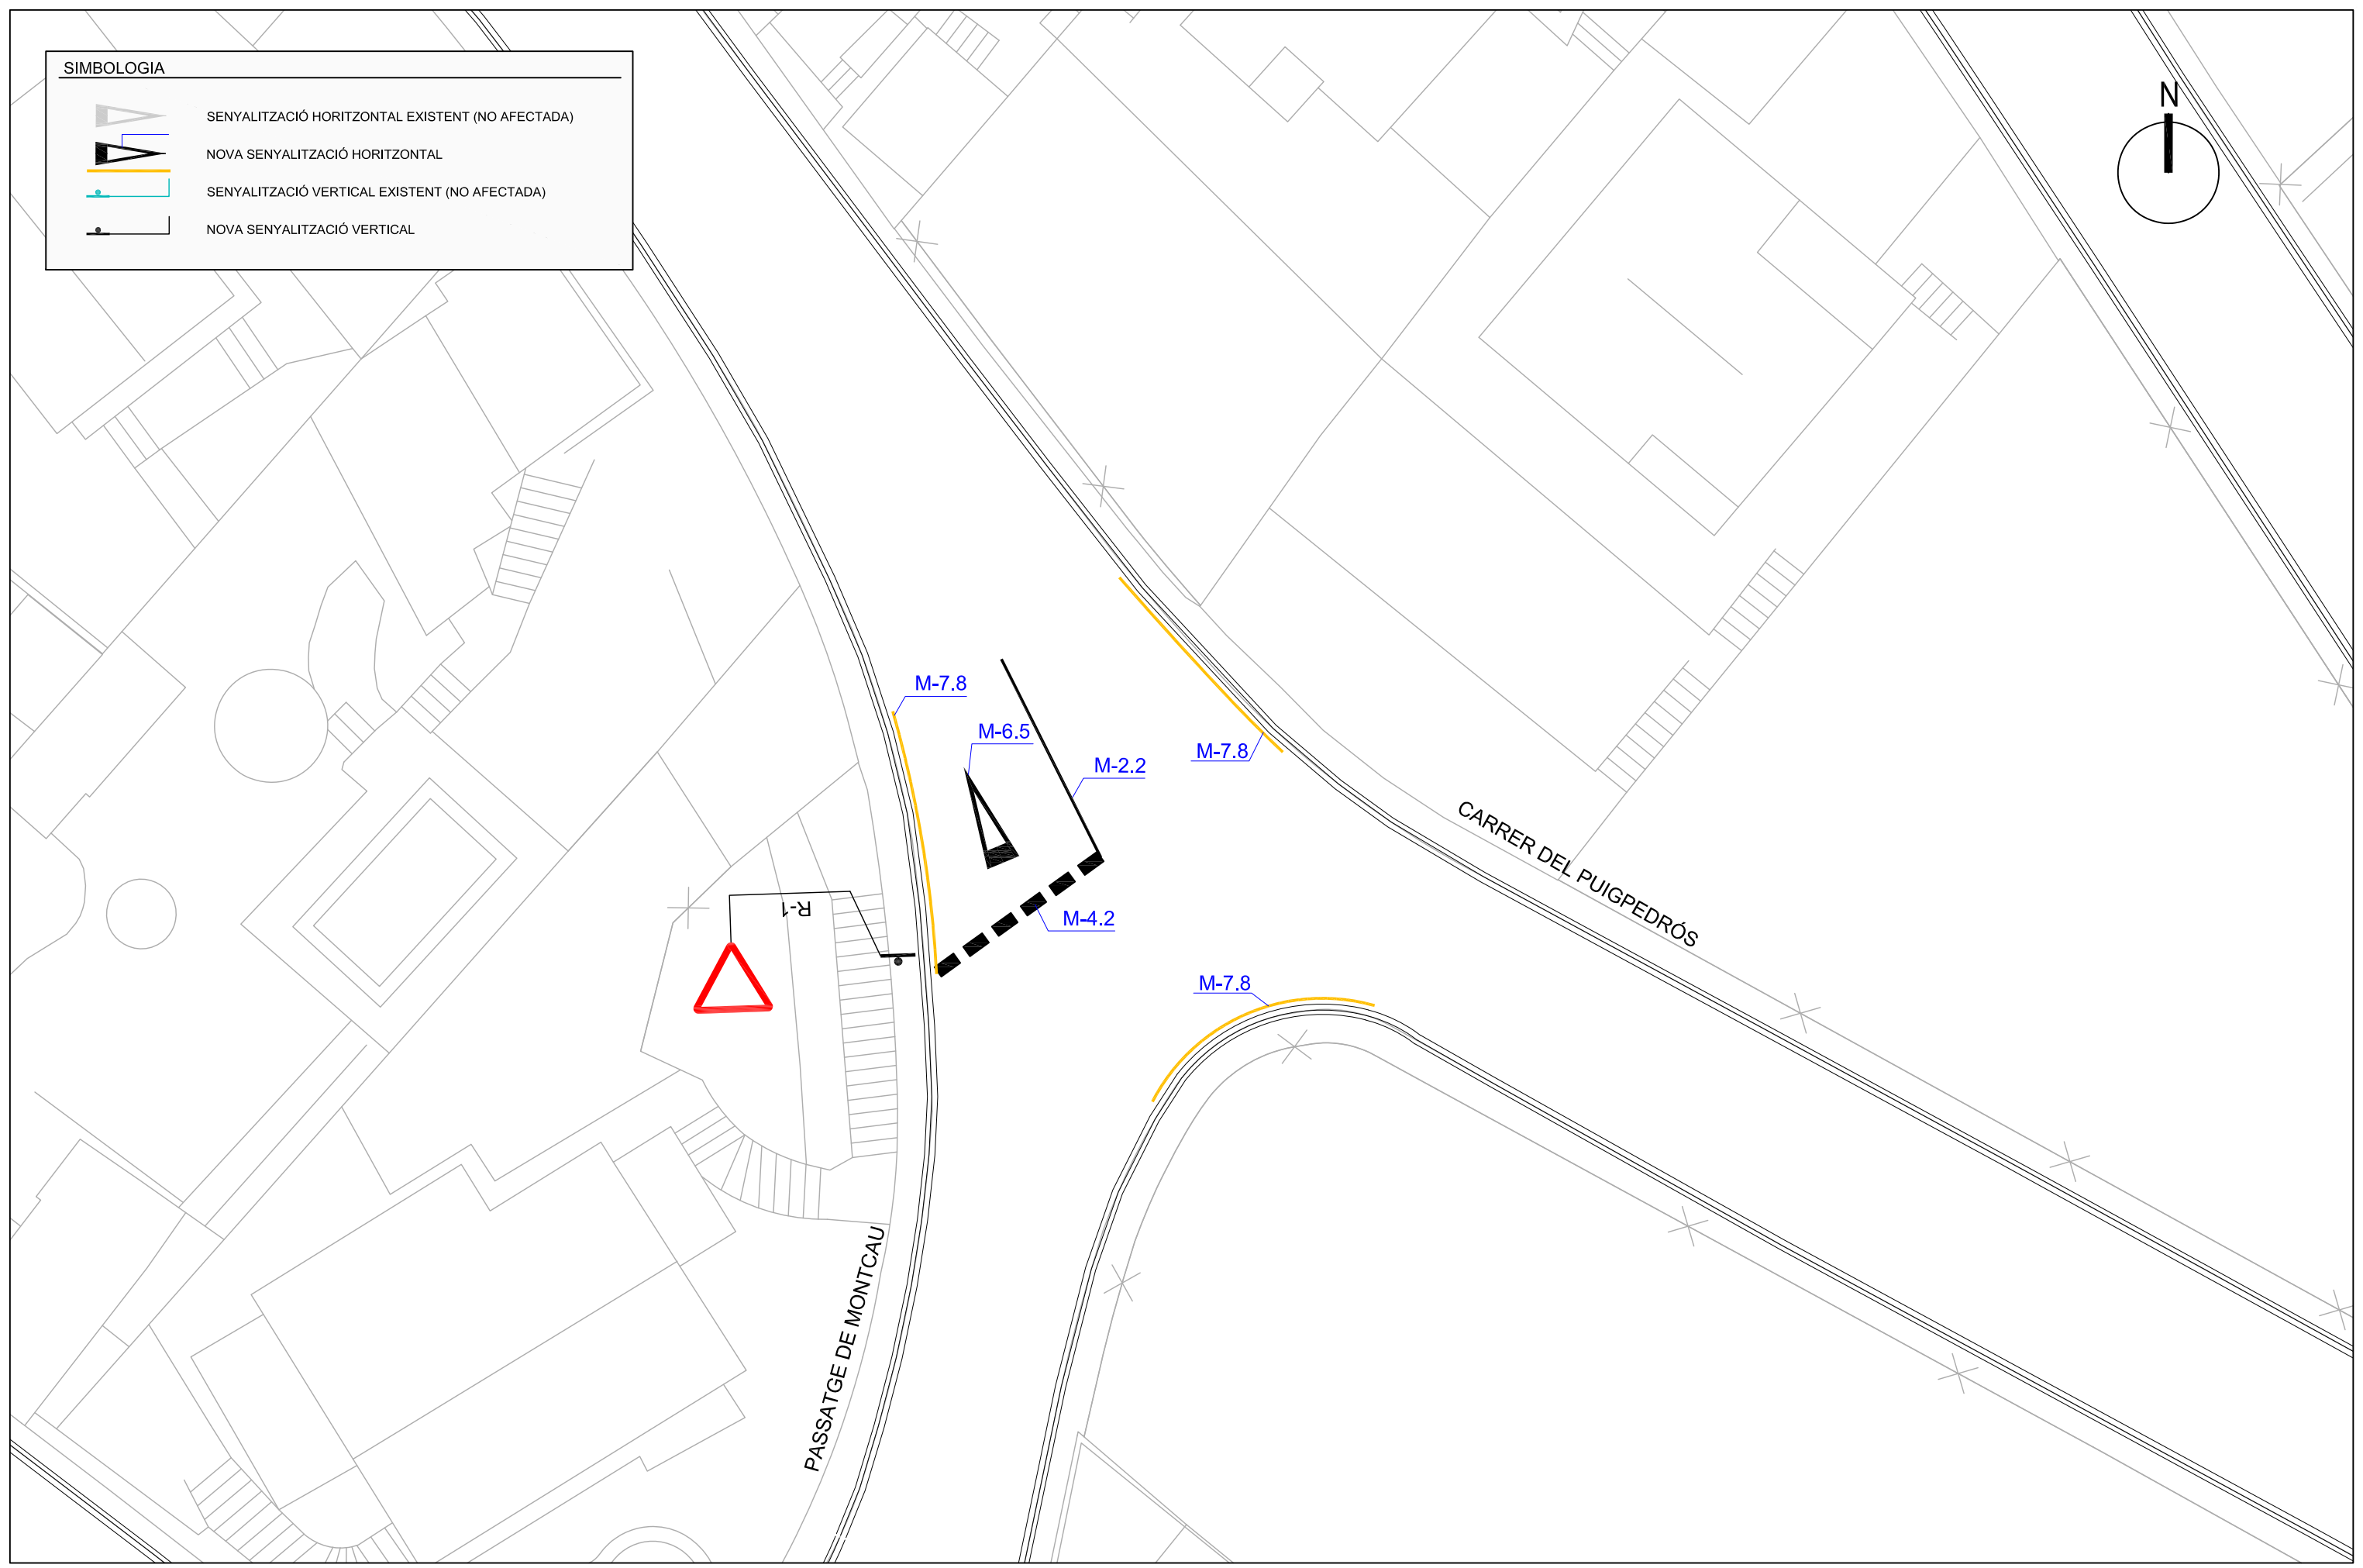 SIMBOLOGIA
SENYALITZACIÓ HORITZONTAL EXISTENT (NO AFECTADA)
NOVA SENYALITZACIÓ HORITZONTAL
SENYALITZACIÓ VERTICAL EXISTENT (NO AFECTADA)
NOVA SENYALITZACIÓ VERTICAL
N
M-7.8
M-6.5
M-7.8
M-2.2
CARRER DEL PUIGPEDRÓS
R-1
M-4.2
M-7.8
PASSATGE DE MONTCAU